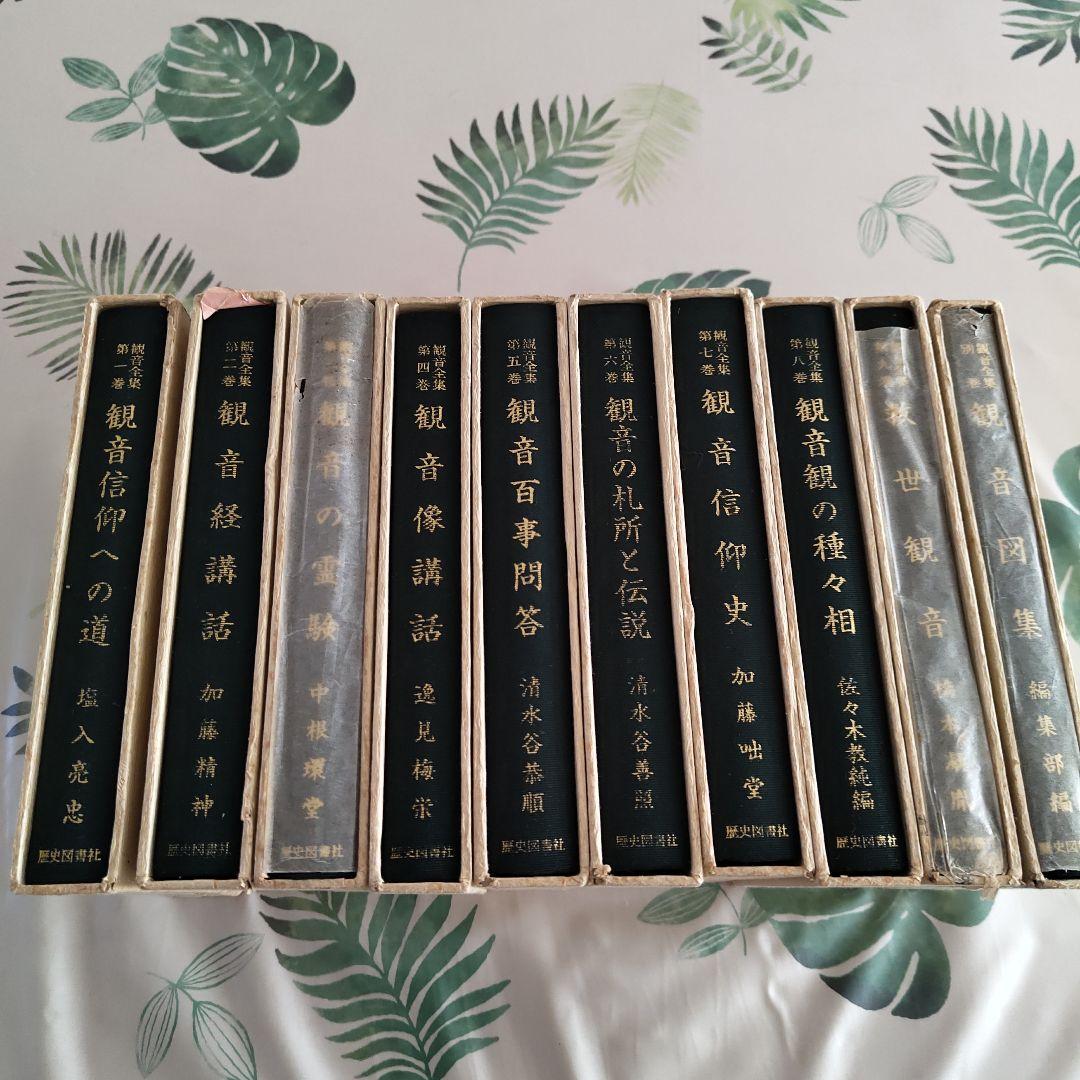 観音全集
第一巻
観音信仰への道
塩入亮忠
歴史図書社
観音全集
第二巻
観音経講話
加藤精神
歴史図書社
観音の霊験
中根環堂
歴史図書社
観音全集
第四巻
観音像講話
逸見梅栄
歴史図書社
観音全集
第五巻
観音百事問答
清水谷恭順
歴史図書社
観音全集
第六巻
観音の札所と伝説
清水谷善照
歴史図書社
観音全集
第七巻
観音信仰史
加藤咄堂
歴史図書社
観音全集
第八巻
観音観の種々相
佐々木教純編
歴史図書社
救世観音
歴史図書社
観音全集
別巻
観音図集
編集部編
歴史図書社